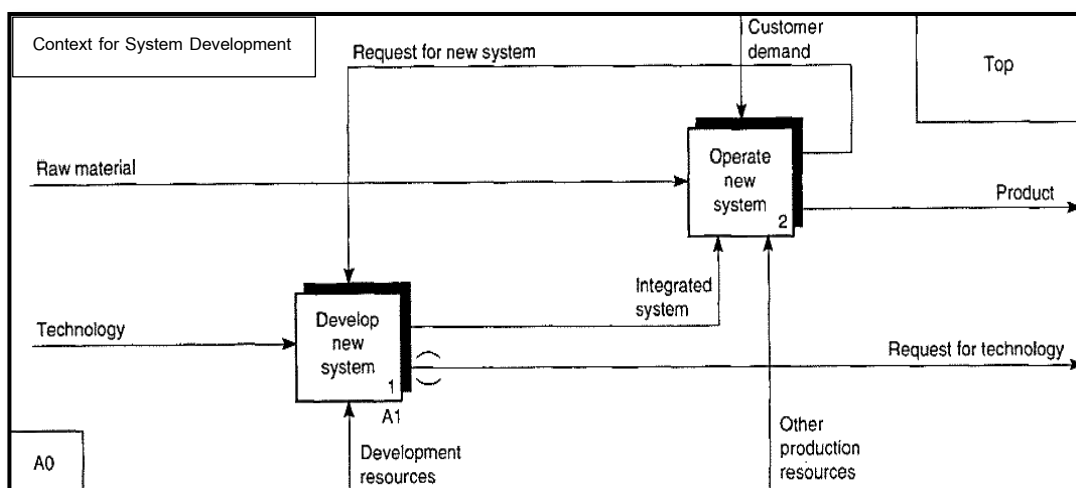 Context for System Development
Request for new system
Customer
demand
Top
Raw material
Operate
new
system
2
Product
Integrated
system
Technology
Develop
new
system
1
A1
Request for technology
Development
resources
Other
production
resources
A0